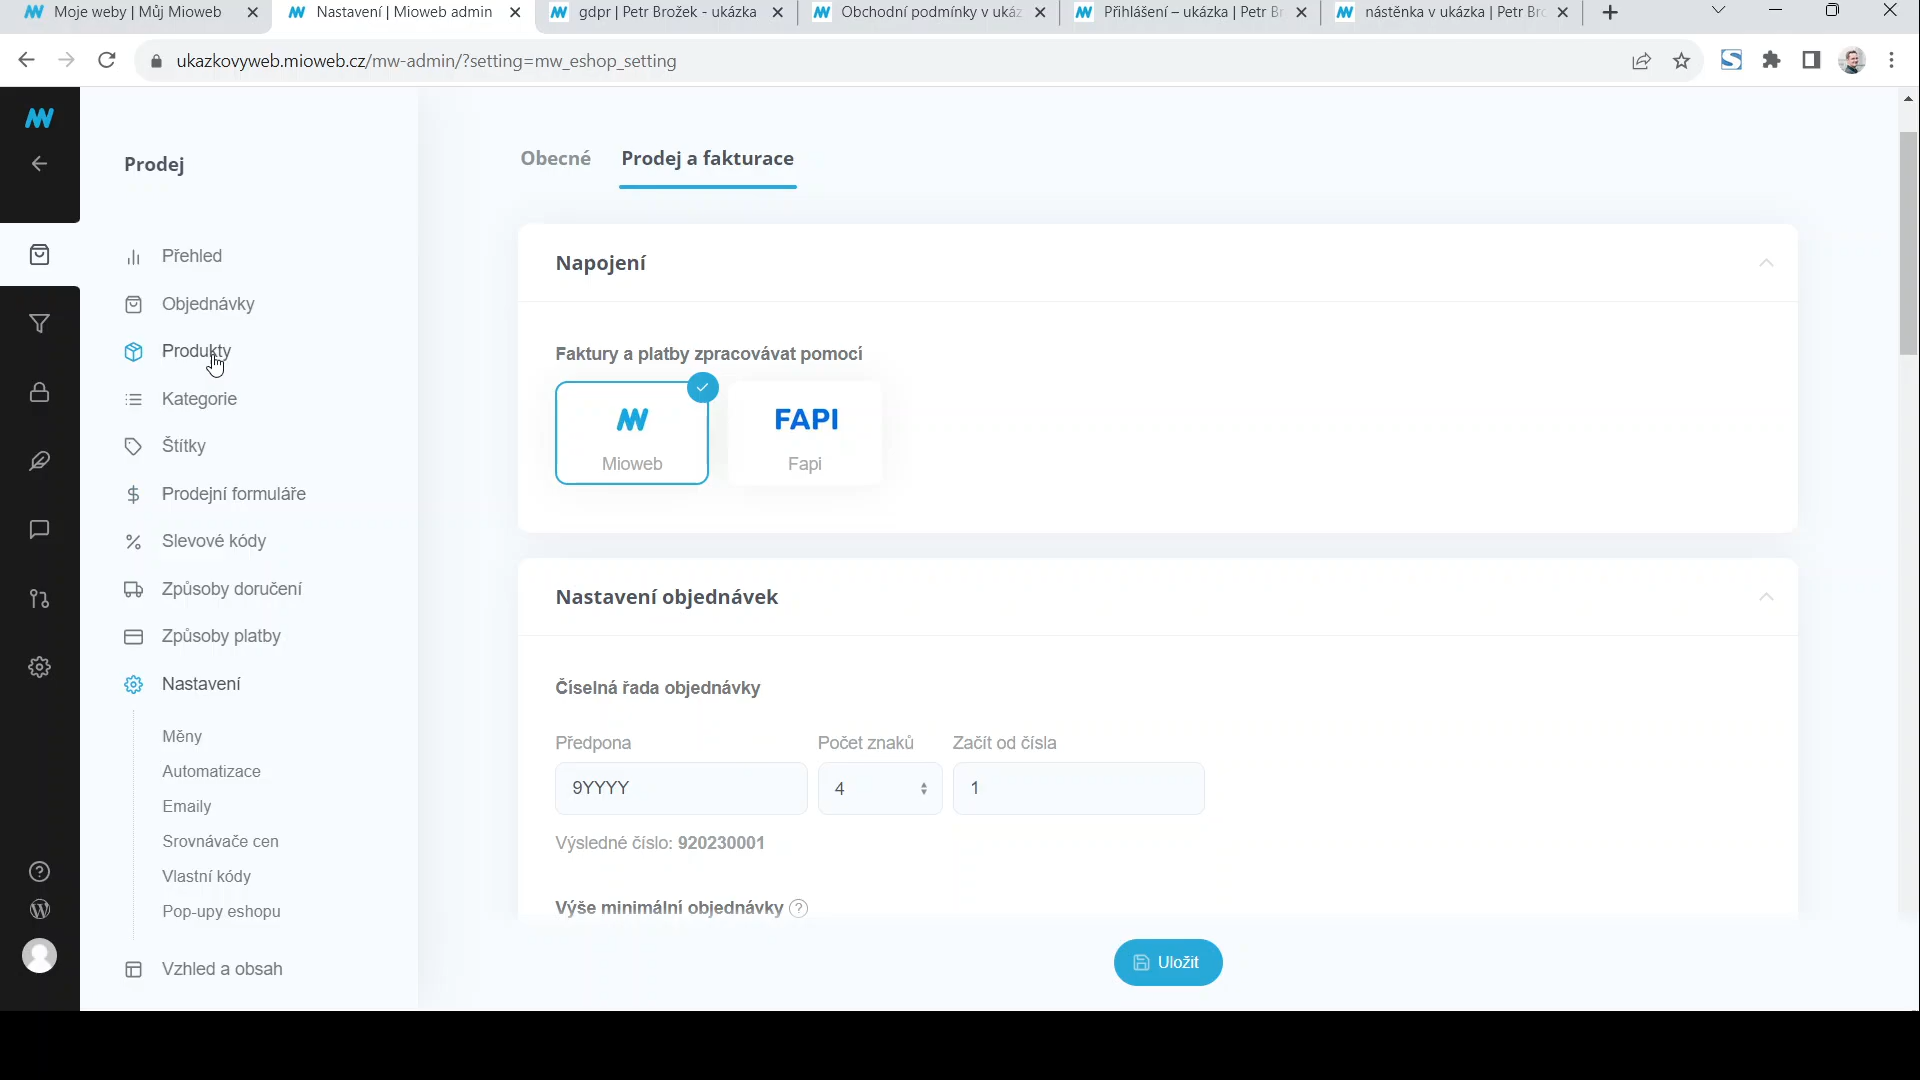 Moje weby | Můj Mioweb
Nastavení | Mioweb admin
gdpr | Petr Brožek - ukázka
Obchodní podmínky v ukáz
Přihlášení – ukázka | Petr Br
nástěnka v ukázka | Petr Bro
ukazkovyweb.mioweb.cz/mw-admin/?setting=mw_eshop_setting
Prodej
Přehled
Objednávky
Produkty
Kategorie
Štítky
Prodejní formuláře
Slevové kódy
Způsoby doručení
Způsoby platby
Nastavení
Měny
Automatizace
Emaily
Srovnávače cen
Vlastní kódy
Pop-upy eshopu
Vzhled a obsah
Obecné
Prodej a fakturace
Napojení
Faktury a platby zpracovávat pomocí
Mioweb
FAPI
Fapi
Nastavení objednávek
Číselná řada objednávky
Předpona
Počet znaků
Začít od čísla
9YYYY
4
1
Výsledné číslo: 920230001
Výše minimální objednávky ?
Uložit